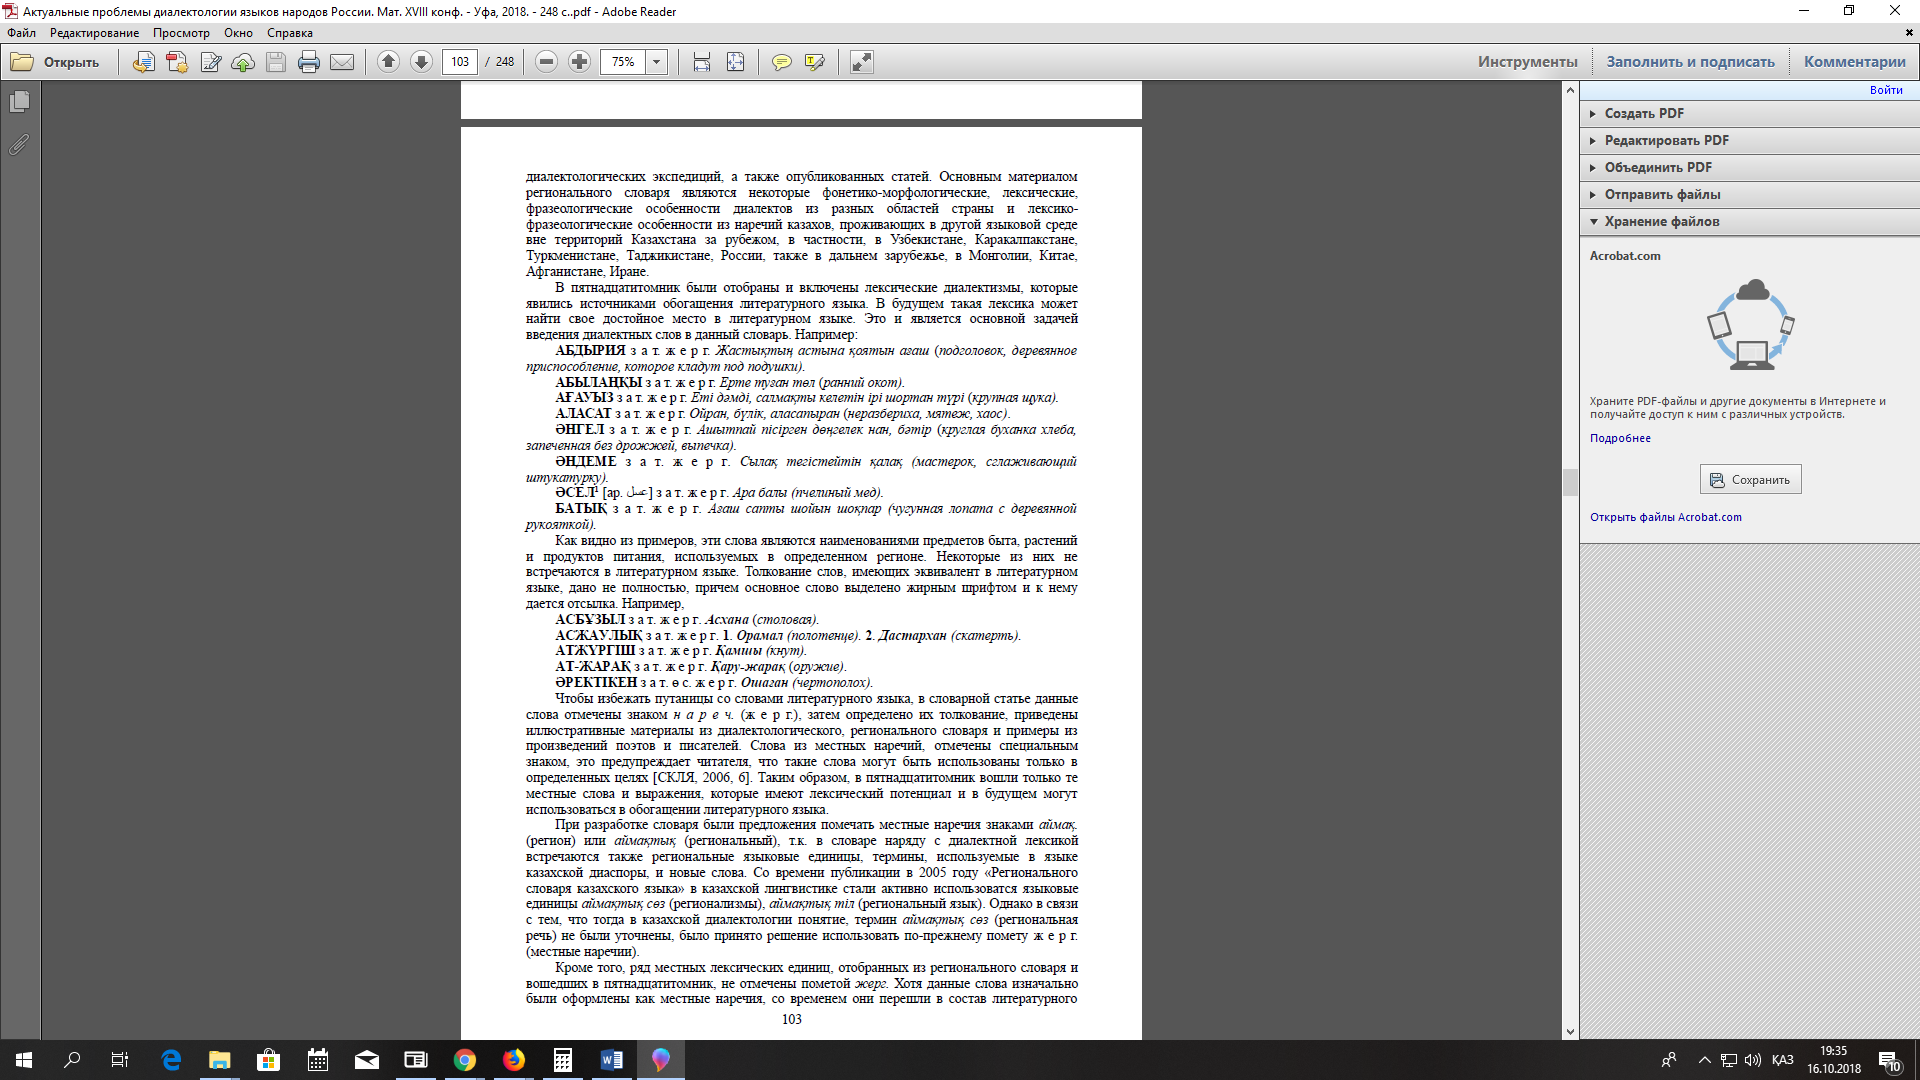 Актуальные проблемы диалектологии языков народов России. Мат. XVIII конф. - Уфа, 2018. - 248 с..pdf - Adobe Reader
Файл Редактирование Просмотр Окно Справка
Открыть 103 / 248 75% Инструменты Заполнить и подписать Комментарии
диалектологических экспедиций, а также опубликованных статей. Основным материалом
регионального словаря являются некоторые фонетико-морфологические, лексические,
фразеологические особенности диалектов из разных областей страны и лексико-
фразеологические особенности из наречий казахов, проживающих в другой языковой среде
вне территорий Казахстана за рубежом, в частности, в Узбекистане, Каракалпакстане,
Туркменистане, Таджикистане, России, также в дальнем зарубежье, в Монголии, Китае,
Афганистане, Иране.
В пятнадцатитомник были отобраны и включены лексические диалектизмы, которые
явились источниками обогащения литературного языка. В будущем такая лексика может
найти свое достойное место в литературном языке. Это и является основной задачей
введения диалектных слов в данный словарь. Например:
АБДЫРИЯ з а т. ж е р г. Жастықтың астына қоятын ағаш (подголовок, деревянное
приспособление, которое кладут под подушки).
АБЫЛАҢҚЫ з а т. ж е р г. Ерте туған төл (ранний окот).
АҒАУЫЗ з а т. ж е р г. Еті дәмді, салмақты келетін ірі шортан түрі (крупная щука).
АЛАСАТ з а т. ж е р г. Ойран, бүлік, аласапыран (неразбериха, мятеж, хаос).
ӘНГЕЛ з а т. ж е р г. Ашытпай пісірген дөңгелек нан, бәтір (круглая буханка хлеба,
запеченная без дрожжей, выпечка).
ӘНДЕМЕ з а т. ж е р г. Сылақ тегістейтін қалақ (мастерок, сглаживающий
штукатурку).
ӘСЕЛ¹ [ар. عسل] з а т. ж е р г. Ара балы (пчелиный мед).
БАТЫҚ з а т. ж е р г. Ағаш сапты шойын шоқпар (чугунная лопата с деревянной
рукояткой).
Как видно из примеров, эти слова являются наименованиями предметов быта, растений
и продуктов питания, используемых в определенном регионе. Некоторые из них не
встречаются в литературном языке. Толкование слов, имеющих эквивалент в литературном
языке, дано не полностью, причем основное слово выделено жирным шрифтом и к нему
дается отсылка. Например,
АСБҰЗЫЛ з а т. ж е р г. Асхана (столовая).
АСЖАУЛЫҚ з а т. ж е р г. 1. Орамал (полотенце). 2. Дастархан (скатерть).
АТЖҮРГІШ з а т. ж е р г. Қамшы (кнут).
АТ-ЖАРАҚ з а т. ж е р г. Қару-жарақ (оружие).
ӘРЕКТІКЕН з а т. ө с. ж е р г. Ошаған (чертополох).
Чтобы избежать путаницы со словами литературного языка, в словарной статье данные
слова отмечены знаком н а р е ч. (ж е р г.), затем определено их толкование, приведены
иллюстративные материалы из диалектологического, регионального словаря и примеры из
произведений поэтов и писателей. Слова из местных наречий, отмечены специальным
знаком, это предупреждает читателя, что такие слова могут быть использованы только в
определенных целях [СКЛЯ, 2006, 6]. Таким образом, в пятнадцатитомник вошли только те
местные слова и выражения, которые имеют лексический потенциал и в будущем могут
использоваться в обогащении литературного языка.
При разработке словаря были предложения помечать местные наречия знаками аймақ.
(регион) или аймақтық (региональный), т.к. в словаре наряду с диалектной лексикой
встречаются также региональные языковые единицы, термины, используемые в языке
казахской диаспоры, и новые слова. Со времени публикации в 2005 году «Регионального
словаря казахского языка» в казахской лингвистике стали активно использоватся языковые
единицы аймақтық сөз (регионализмы), аймақтық тіл (региональный язык). Однако в связи
с тем, что тогда в казахской диалектологии понятие, термин аймақтық сөз (региональная
речь) не были уточнены, было принято решение использовать по-прежнему помету ж е р г.
(местные наречии).
Кроме того, ряд местных лексических единиц, отобранных из регионального словаря и
вошедших в пятнадцатитомник, не отмечены пометой жерг. Хотя данные слова изначально
были оформлены как местные наречия, со временем они перешли в состав литературного
103
Войти
Создать PDF
Редактировать PDF
Объединить PDF
Отправить файлы
Хранение файлов
Acrobat.com
Храните PDF-файлы и другие документы в Интернете и
получайте доступ к ним с различных устройств.
Подробнее
Сохранить
Открыть файлы Acrobat.com
ҚАЗ
19:35
16.10.2018
10